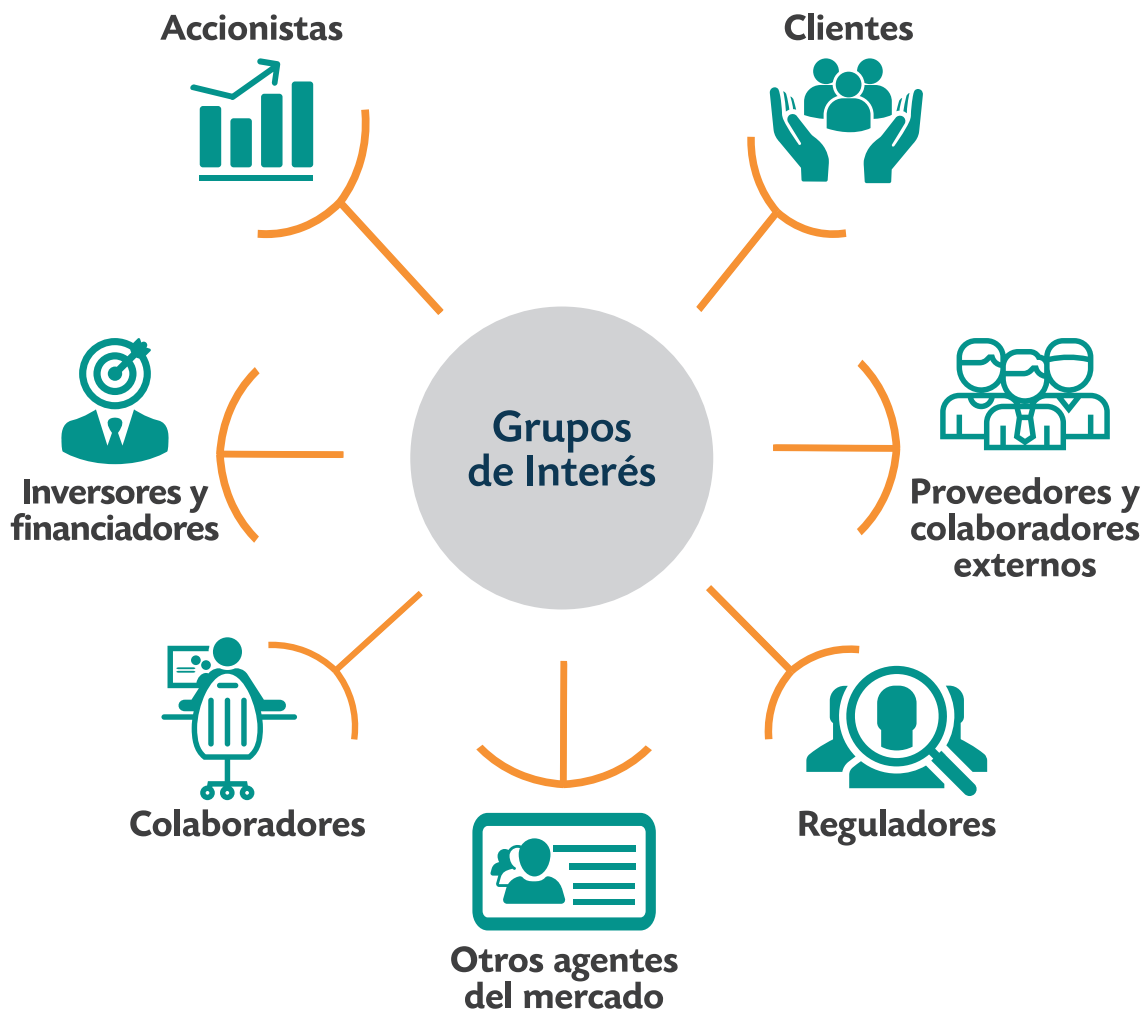 Accionistas
Clientes
Grupos
de Interés
Inversores y
financiadores
Proveedores y
colaboradores
externos
Colaboradores
Reguladores
Otros agentes
del mercado